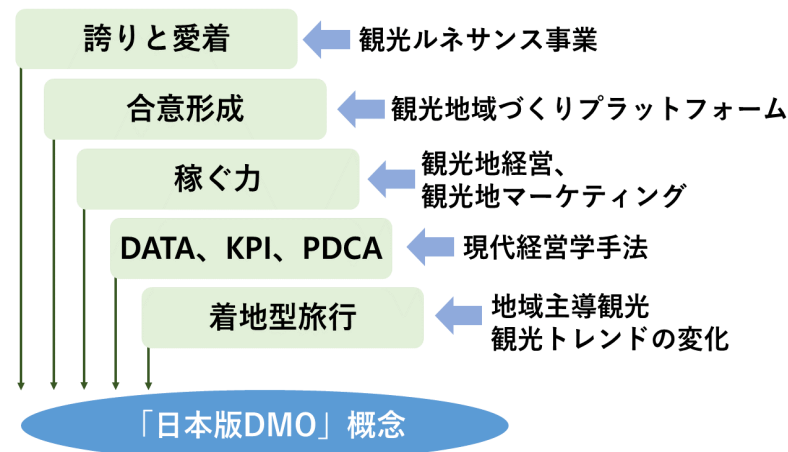 誇りと愛着
観光ルネサンス事業
合意形成
観光地域づくりプラットフォーム
稼ぐ力
観光地経営、
観光地マーケティング
DATA、KPI、PDCA
現代経営学手法
着地型旅行
地域主導観光
観光トレンドの変化
「日本版DMO」概念